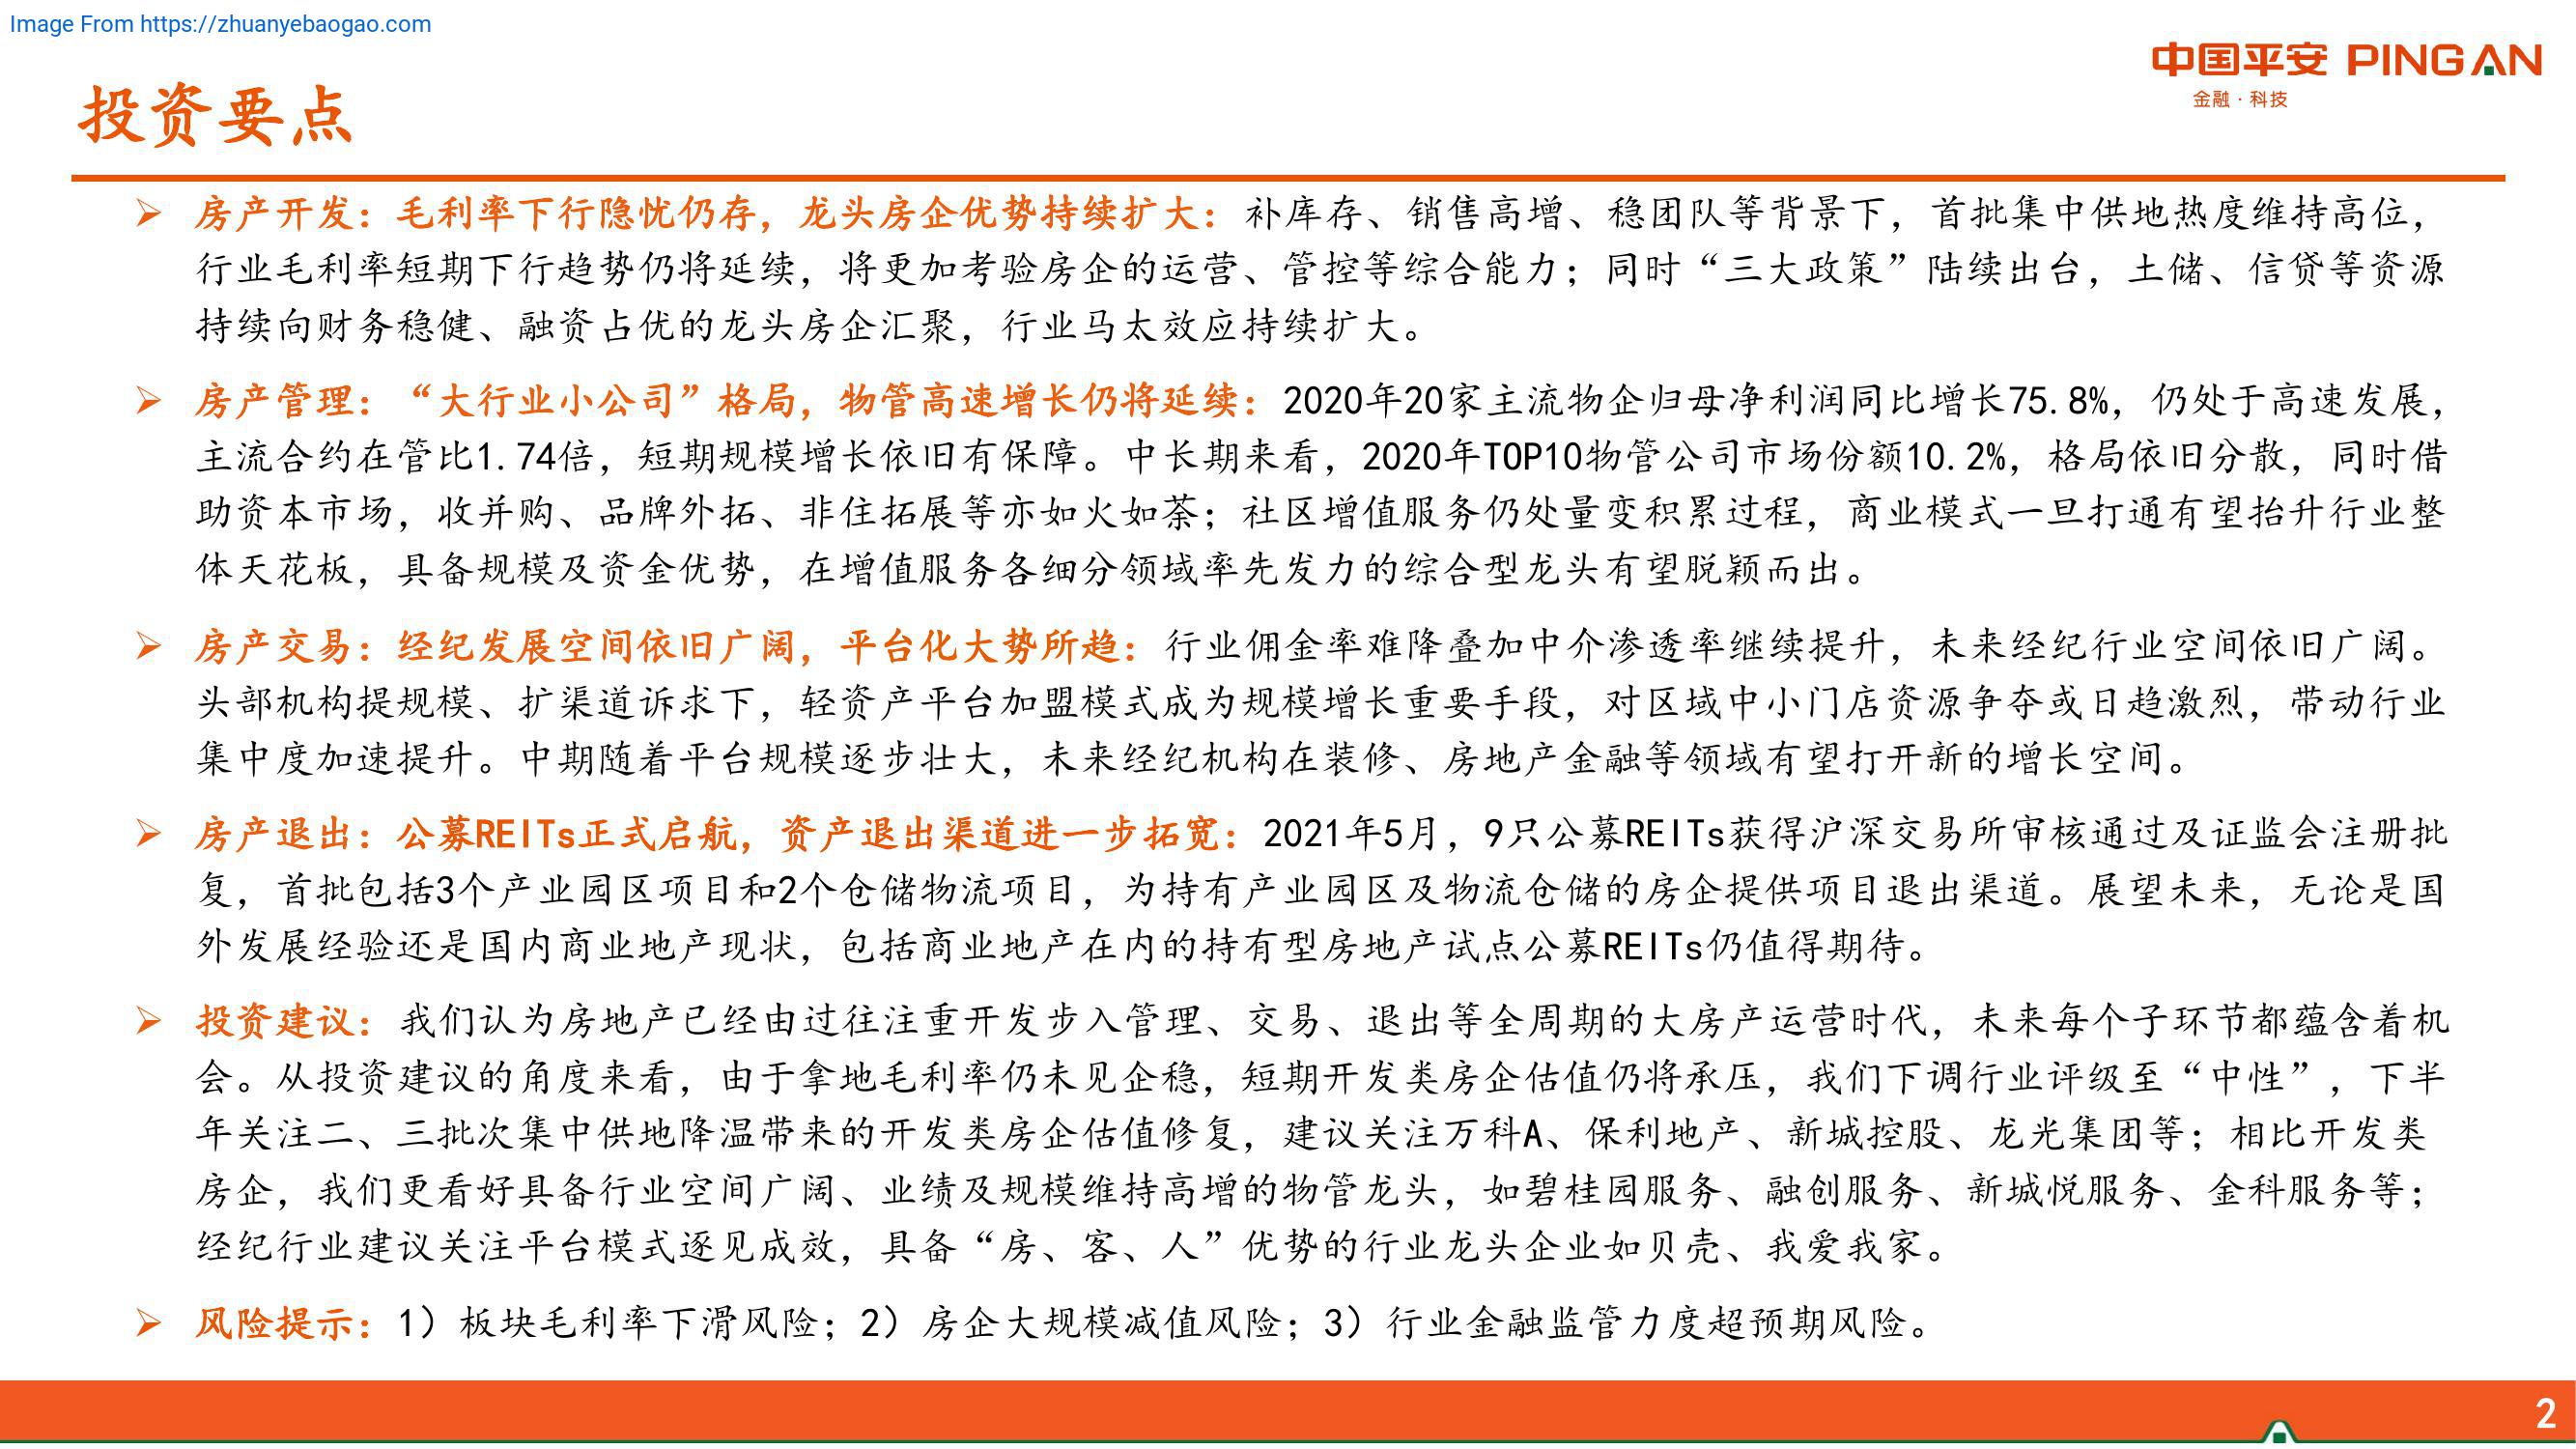 Image From https://zhuanyebaogao.com
中国平安 PINGAN
金融·科技
投资要点
房产开发：毛利率下行隐忧仍存，龙头房企优势持续扩大：补库存、销售高增、稳团队等背景下，首批集中供地热度维持高位，
行业毛利率短期下行趋势仍将延续，将更加考验房企的运营、管控等综合能力；同时“三大政策”陆续出台，土储、信贷等资源
持续向财务稳健、融资占优的龙头房企汇聚，行业马太效应持续扩大。
房产管理：“大行业小公司”格局，物管高速增长仍将延续：2020年20家主流物企归母净利润同比增长75.8%，仍处于高速发展，
主流合约在管比1.74倍，短期规模增长依旧有保障。中长期来看，2020年TOP10物管公司市场份额10.2%，格局依旧分散，同时借
助资本市场，收并购、品牌外拓、非住拓展等亦如火如荼；社区增值服务仍处量变积累过程，商业模式一旦打通有望抬升行业整
体天花板，具备规模及资金优势，在增值服务各细分领域率先发力的综合型龙头有望脱颖而出。
房产交易：经纪发展空间依旧广阔，平台化大势所趋：行业佣金率难降叠加中介渗透率继续提升，未来经纪行业空间依旧广阔。
头部机构提规模、扩渠道诉求下，轻资产平台加盟模式成为规模增长重要手段，对区域中小门店资源争夺或日趋激烈，带动行业
集中度加速提升。中期随着平台规模逐步壮大，未来经纪机构在装修、房地产金融等领域有望打开新的增长空间。
房产退出：公募REITs正式启航，资产退出渠道进一步拓宽：2021年5月，9只公募REITs获得沪深交易所审核通过及证监会注册批
复，首批包括3个产业园区项目和2个仓储物流项目，为持有产业园区及物流仓储的房企提供项目退出渠道。展望未来，无论是国
外发展经验还是国内商业地产现状，包括商业地产在内的持有型房地产试点公募REITs仍值得期待。
投资建议：我们认为房地产已经由过往注重开发步入管理、交易、退出等全周期的大房产运营时代，未来每个子环节都蕴含着机
会。从投资建议的角度来看，由于拿地毛利率仍未见企稳，短期开发类房企估值仍将承压，我们下调行业评级至“中性”，下半
年关注二、三批次集中供地降温带来的开发类房企估值修复，建议关注万科A、保利地产、新城控股、龙光集团等；相比开发类
房企，我们更看好具备行业空间广阔、业绩及规模维持高增的物管龙头，如碧桂园服务、融创服务、新城悦服务、金科服务等；
经纪行业建议关注平台模式逐见成效，具备“房、客、人”优势的行业龙头企业如贝壳、我爱我家。
风险提示：1）板块毛利率下滑风险；2）房企大规模减值风险；3）行业金融监管力度超预期风险。
2